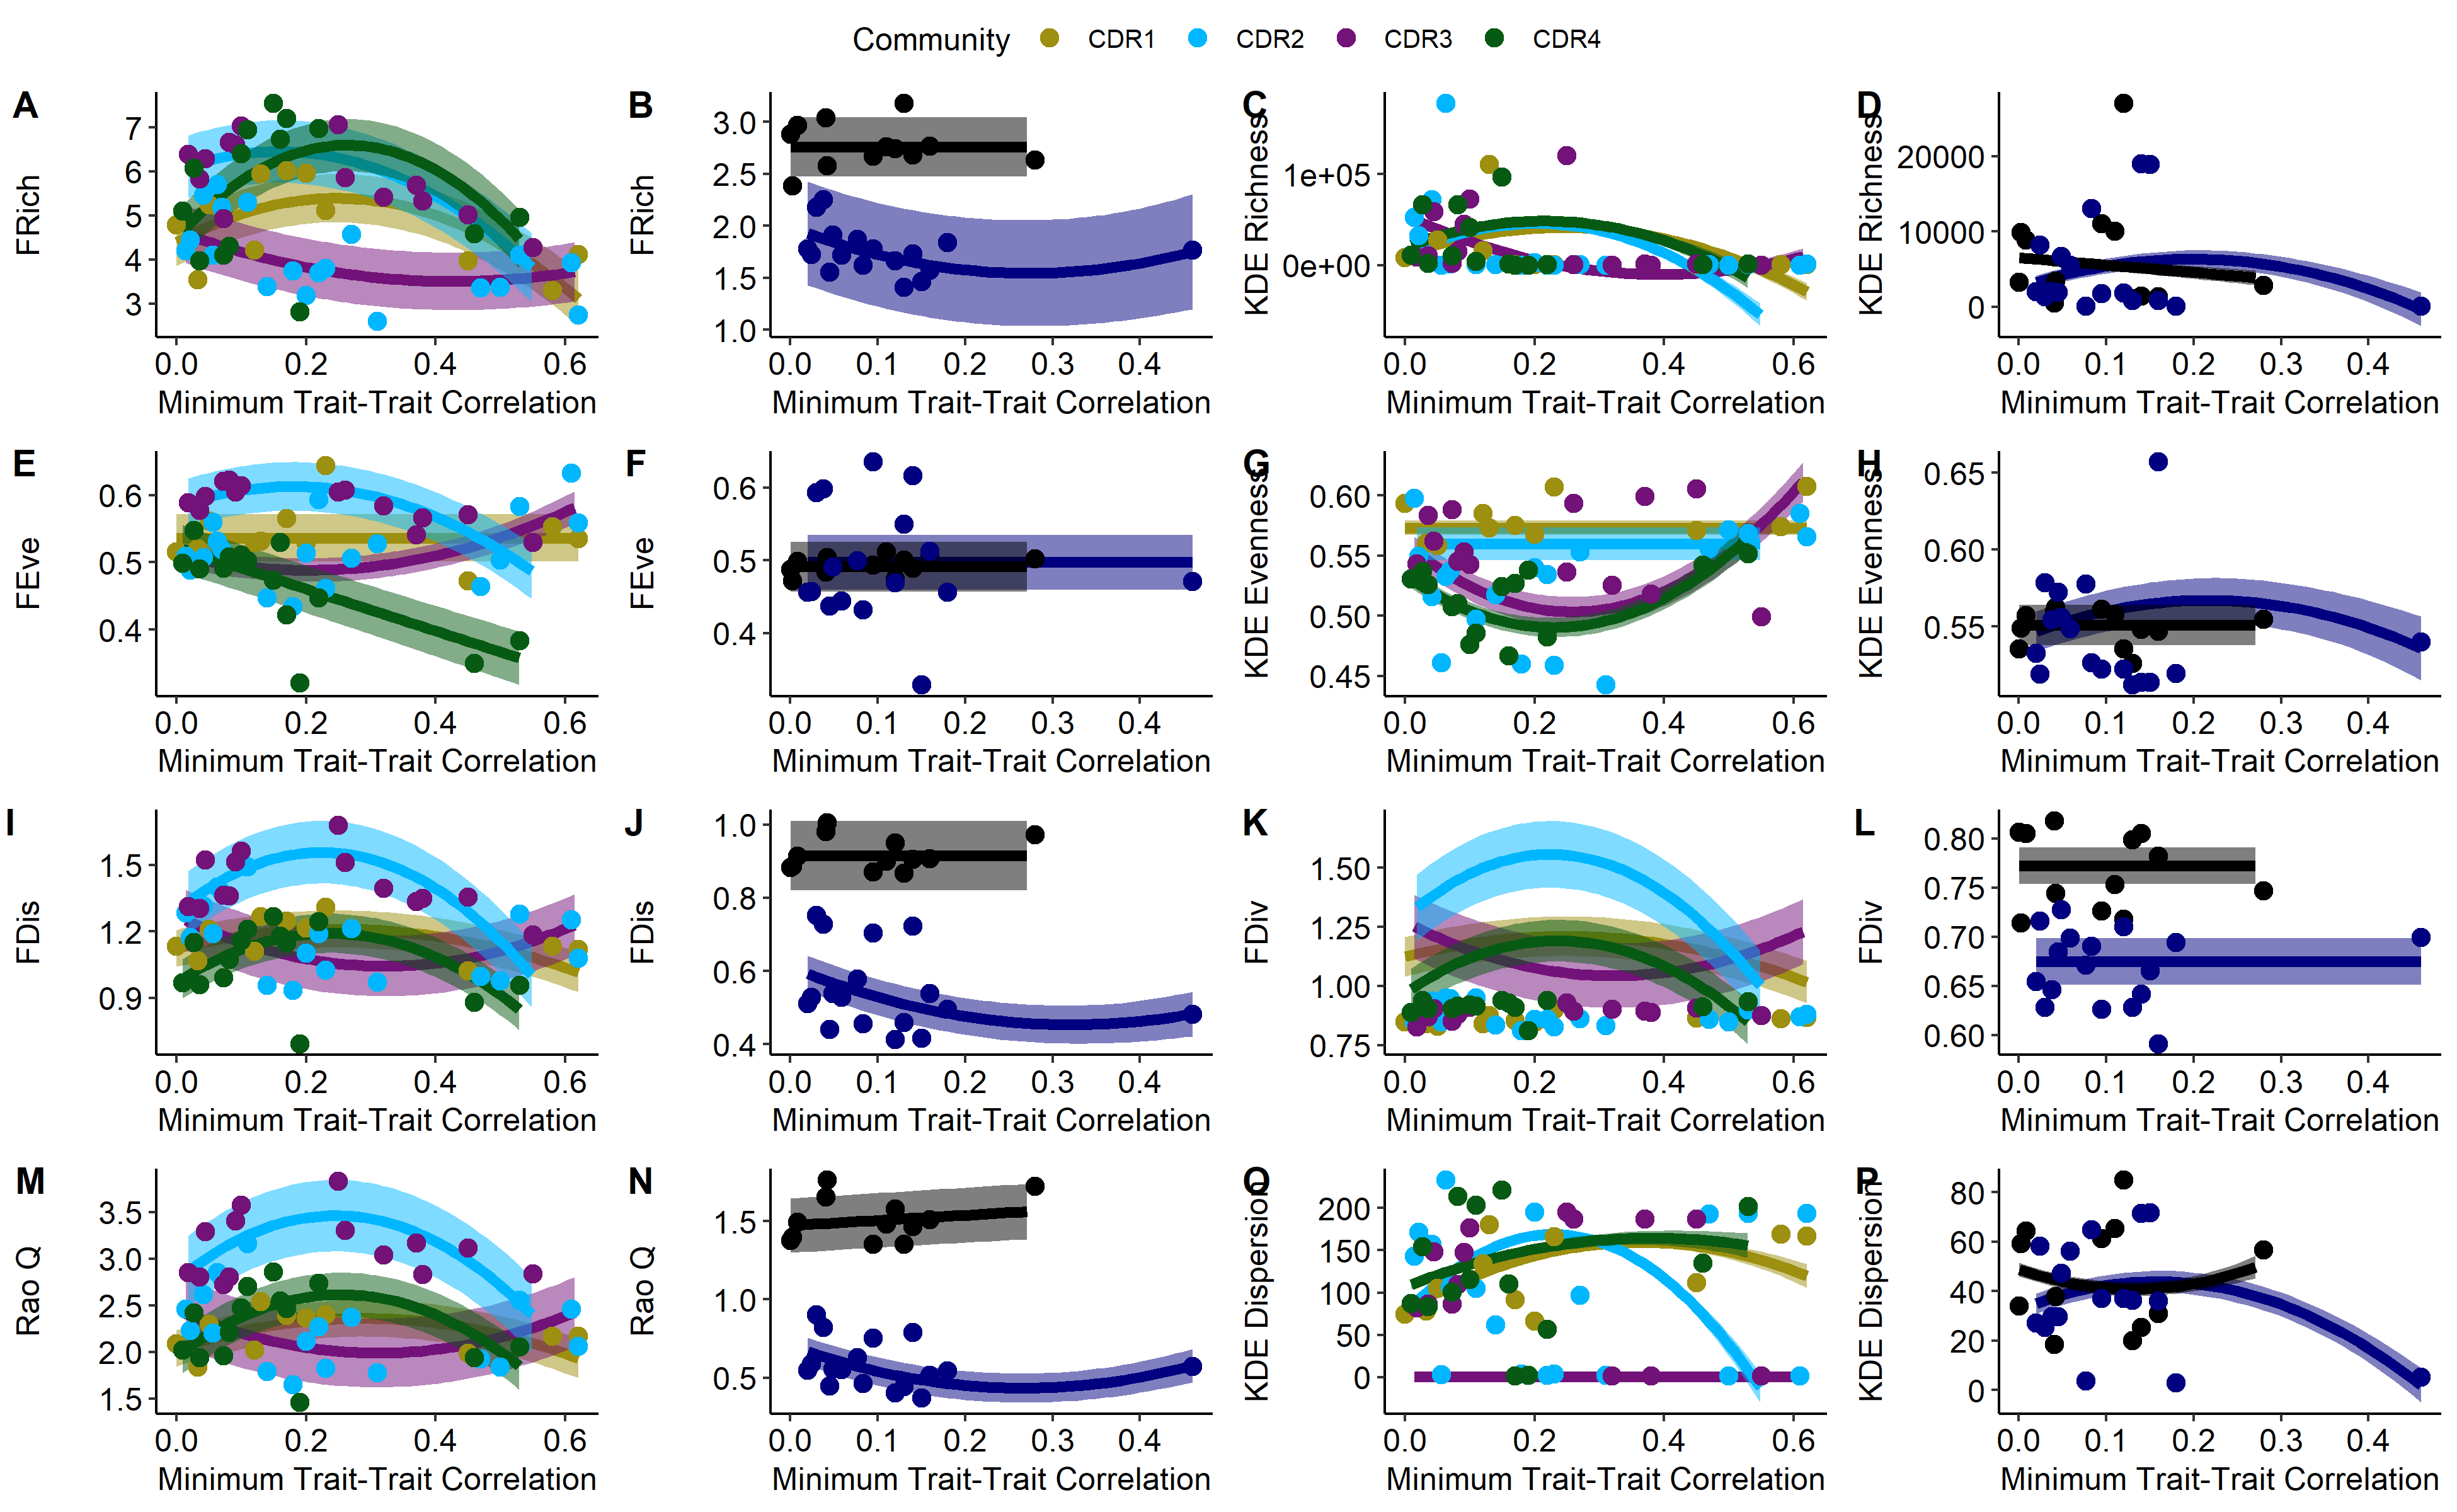 Community CDR1 CDR2 CDR3 CDR4
A B C D
FRich 7 6 5 4 3
0.0 0.2 0.4 0.6
Minimum Trait-Trait Correlation
FRich 3.0 2.5 2.0 1.5 1.0
0.0 0.1 0.2 0.3 0.4
Minimum Trait-Trait Correlation
KDE Richness 1e+05 0e+00
0.0 0.2 0.4 0.6
Minimum Trait-Trait Correlation
KDE Richness 20000 10000 0
0.0 0.1 0.2 0.3 0.4
Minimum Trait-Trait Correlation
E F G H
FEve 0.6 0.5 0.4
0.0 0.2 0.4 0.6
Minimum Trait-Trait Correlation
FEve 0.6 0.5 0.4
0.0 0.1 0.2 0.3 0.4
Minimum Trait-Trait Correlation
KDE Evenness 0.60 0.55 0.50 0.45
0.0 0.2 0.4 0.6
Minimum Trait-Trait Correlation
KDE Evenness 0.65 0.60 0.55
0.0 0.1 0.2 0.3 0.4
Minimum Trait-Trait Correlation
I J K L
FDis 1.5 1.2 0.9
0.0 0.2 0.4 0.6
Minimum Trait-Trait Correlation
FDis 1.0 0.8 0.6 0.4
0.0 0.1 0.2 0.3 0.4
Minimum Trait-Trait Correlation
FDiv 1.50 1.25 1.00 0.75
0.0 0.2 0.4 0.6
Minimum Trait-Trait Correlation
FDiv 0.80 0.75 0.70 0.65 0.60
0.0 0.1 0.2 0.3 0.4
Minimum Trait-Trait Correlation
M N O P
Rao Q 3.5 3.0 2.5 2.0 1.5
0.0 0.2 0.4 0.6
Minimum Trait-Trait Correlation
Rao Q 1.5 1.0 0.5
0.0 0.1 0.2 0.3 0.4
Minimum Trait-Trait Correlation
KDE Dispersion 200 150 100 50 0
0.0 0.2 0.4 0.6
Minimum Trait-Trait Correlation
KDE Dispersion 80 60 40 20 0
0.0 0.1 0.2 0.3 0.4
Minimum Trait-Trait Correlation